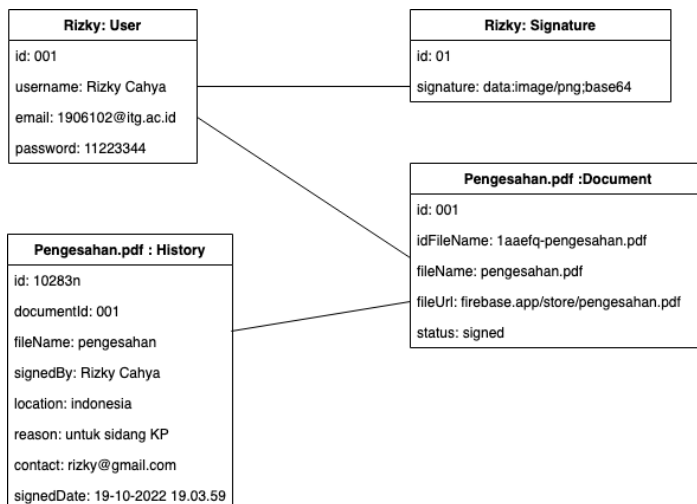 Rizky: User
id: 001
username: Rizky Cahya
email: 1906102@itg.ac.id
password: 11223344
Rizky: Signature
id: 01
signature: data:image/png;base64
Pengesahan.pdf :Document
id: 001
idFileName: 1aaefq-pengesahan.pdf
fileName: pengesahan.pdf
fileUrl: firebase.app/store/pengesahan.pdf
status: signed
Pengesahan.pdf : History
id: 10283n
documentId: 001
fileName: pengesahan
signedBy: Rizky Cahya
location: indonesia
reason: untuk sidang KP
contact: rizky@gmail.com
signedDate: 19-10-2022 19.03.59